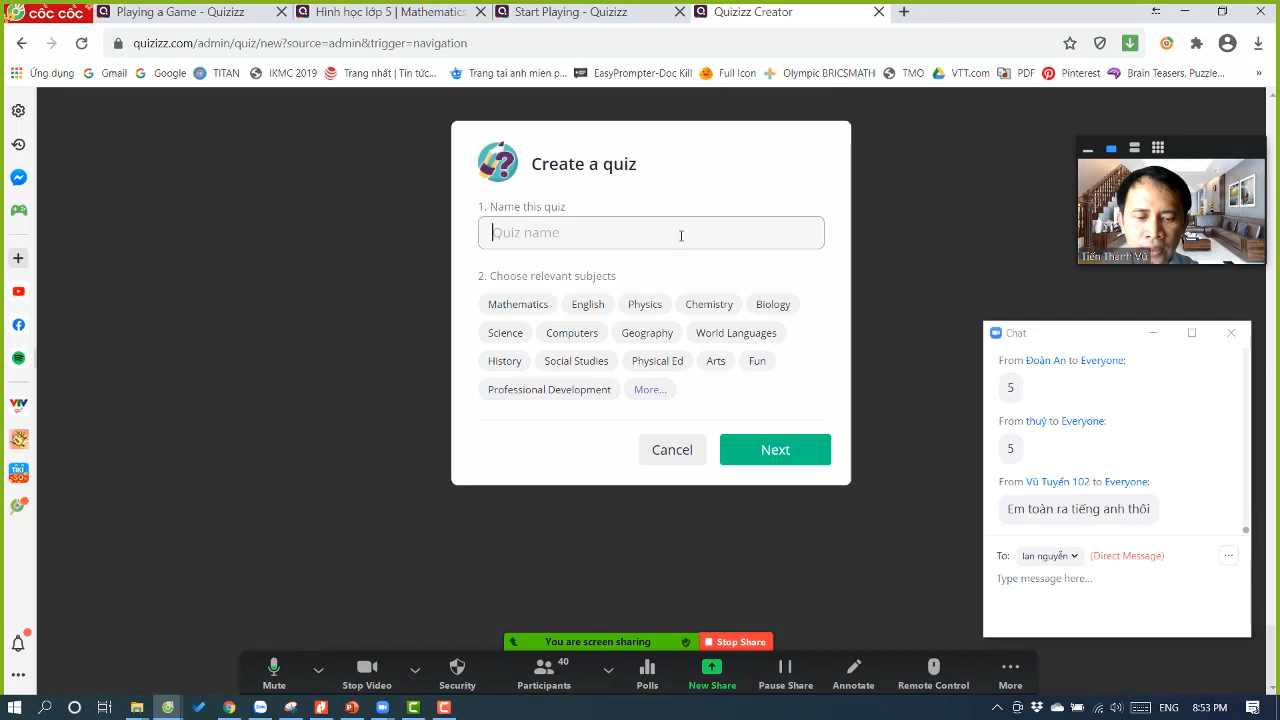 CỐC CỐC
Playing a Game - Quizizz
Hình học lớp 5 | Mathematics
Start Playing - Quizizz
Quizizz Creator
quizizz.com/admin/quiz/new?source=admin&trigger=navigation
Ứng dụng
Gmail
Google
TITAN
IKMC 2019
Trang nhất | Tin tức...
Trang tai anh mien p...
EasyPrompter-Doc Kill
Full Icon
Olympic BRICSMATH
TMO
VTT.com
PDF
Pinterest
Brain Teasers, Puzzle...
»
Create a quiz
1. Name this quiz
Quiz name
2. Choose relevant subjects
Mathematics English Physics Chemistry Biology
Science Computers Geography World Languages
History Social Studies Physical Ed Arts Fun
Professional Development More...
Cancel Next
Tiến Thành Vũ
Chat
From Đoàn An to Everyone:
5
From thuý to Everyone:
5
From Vũ Tuyển 102 to Everyone:
Em toàn ra tiếng anh thôi
To: lan nguyễn (Direct Message)
Type message here...
You are screen sharing Stop Share
40
Mute Stop Video Security Participants Polls New Share Pause Share Annotate Remote Control More
ENG 8:53 PM